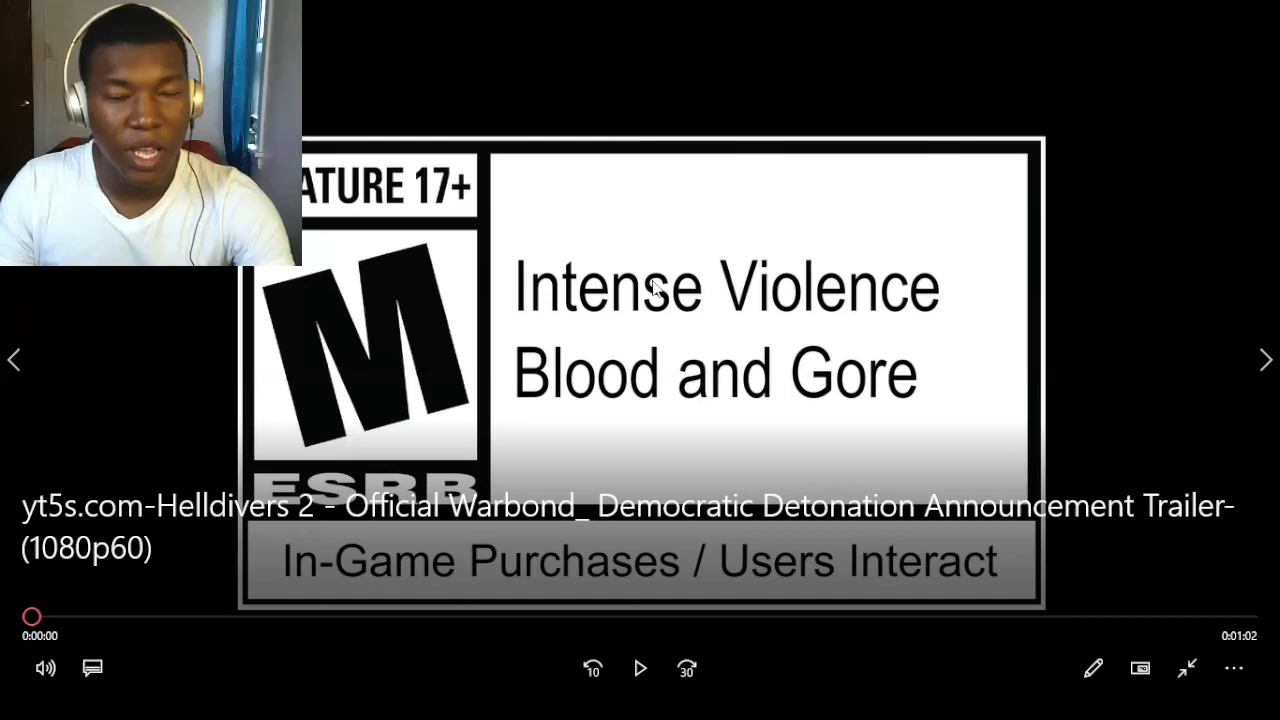 ATURE 17+
M
Intense Violence
Blood and Gore
ESRB
yt5s.com-Helldivers 2 - Official Warbond_ Democratic Detonation Announcement Trailer-
(1080p60)
In-Game Purchases / Users Interact
0:00:00
0:01:02
10
30